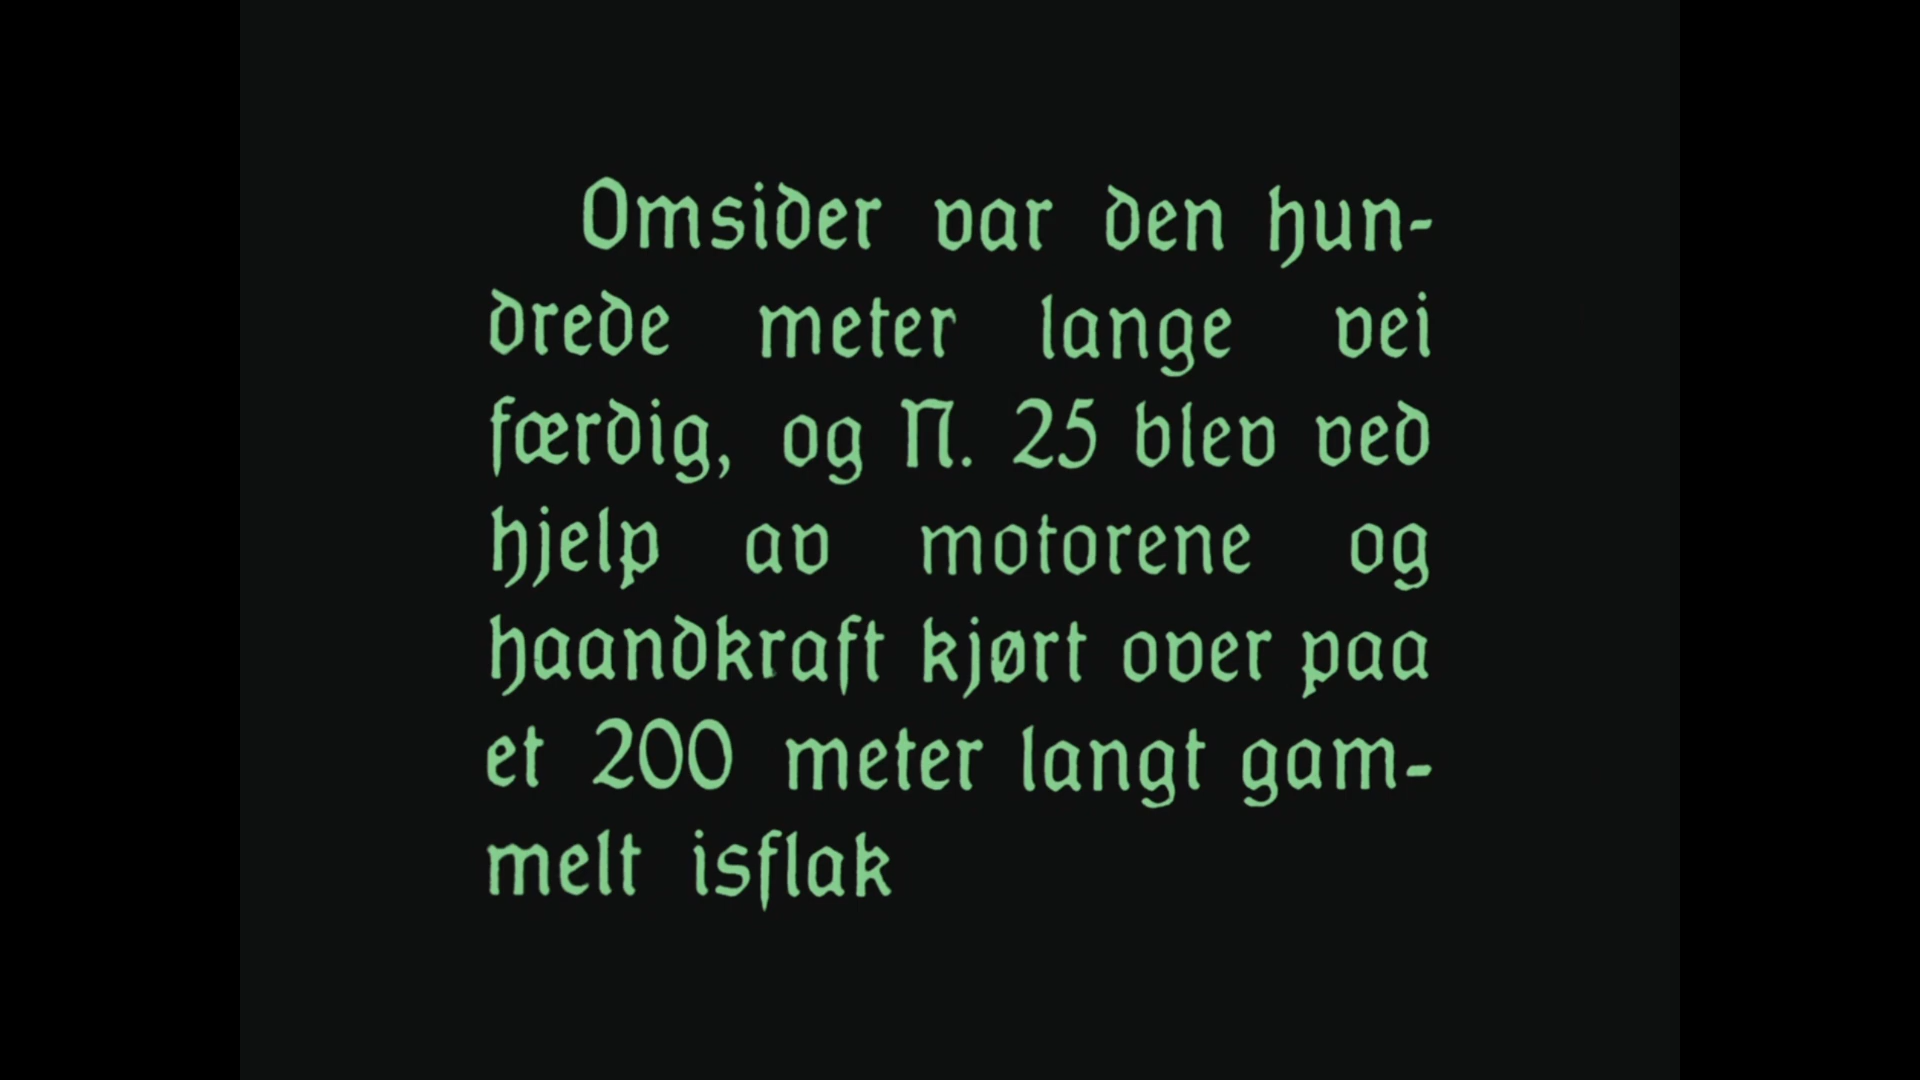 Omsider var den hun-
drede meter lange vei
færdig, og N. 25 blev ved
hjelp av motorene og
haandkraft kjørt over paa
et 200 meter langt gam-
melt isflak